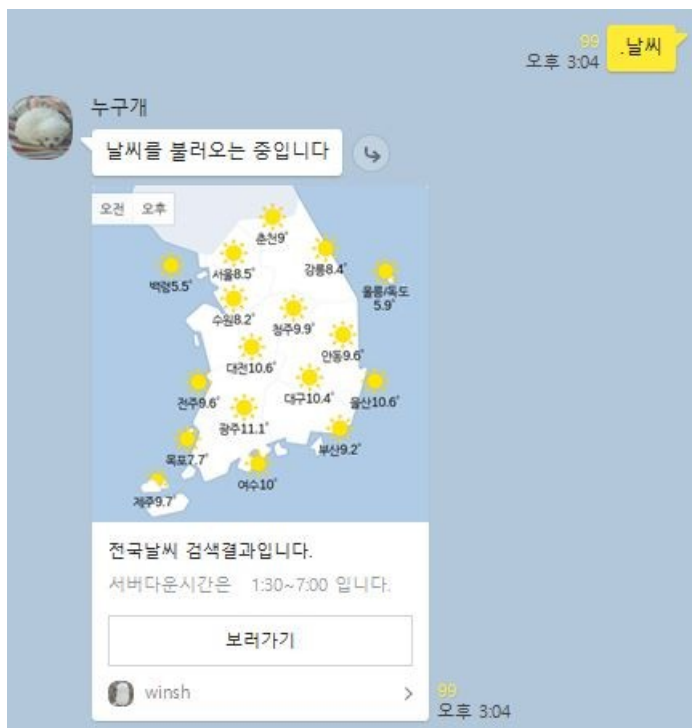 99
오후 3:04
.날씨
누구개
날씨를 불러오는 중입니다
오전 오후
춘천9˚
서울8.5˚
강릉8.4˚
백령5.5˚
울릉/독도
5.9˚
수원8.2˚
청주9.9˚
안동9.6˚
대전10.6˚
전주9.6˚
대구10.4˚
울산10.6˚
광주11.1˚
부산9.2˚
목포7.7˚
여수10˚
제주9.7˚
전국날씨 검색결과입니다.
서버다운시간은 1:30~7:00 입니다.
보러가기
winsh
99
오후 3:04